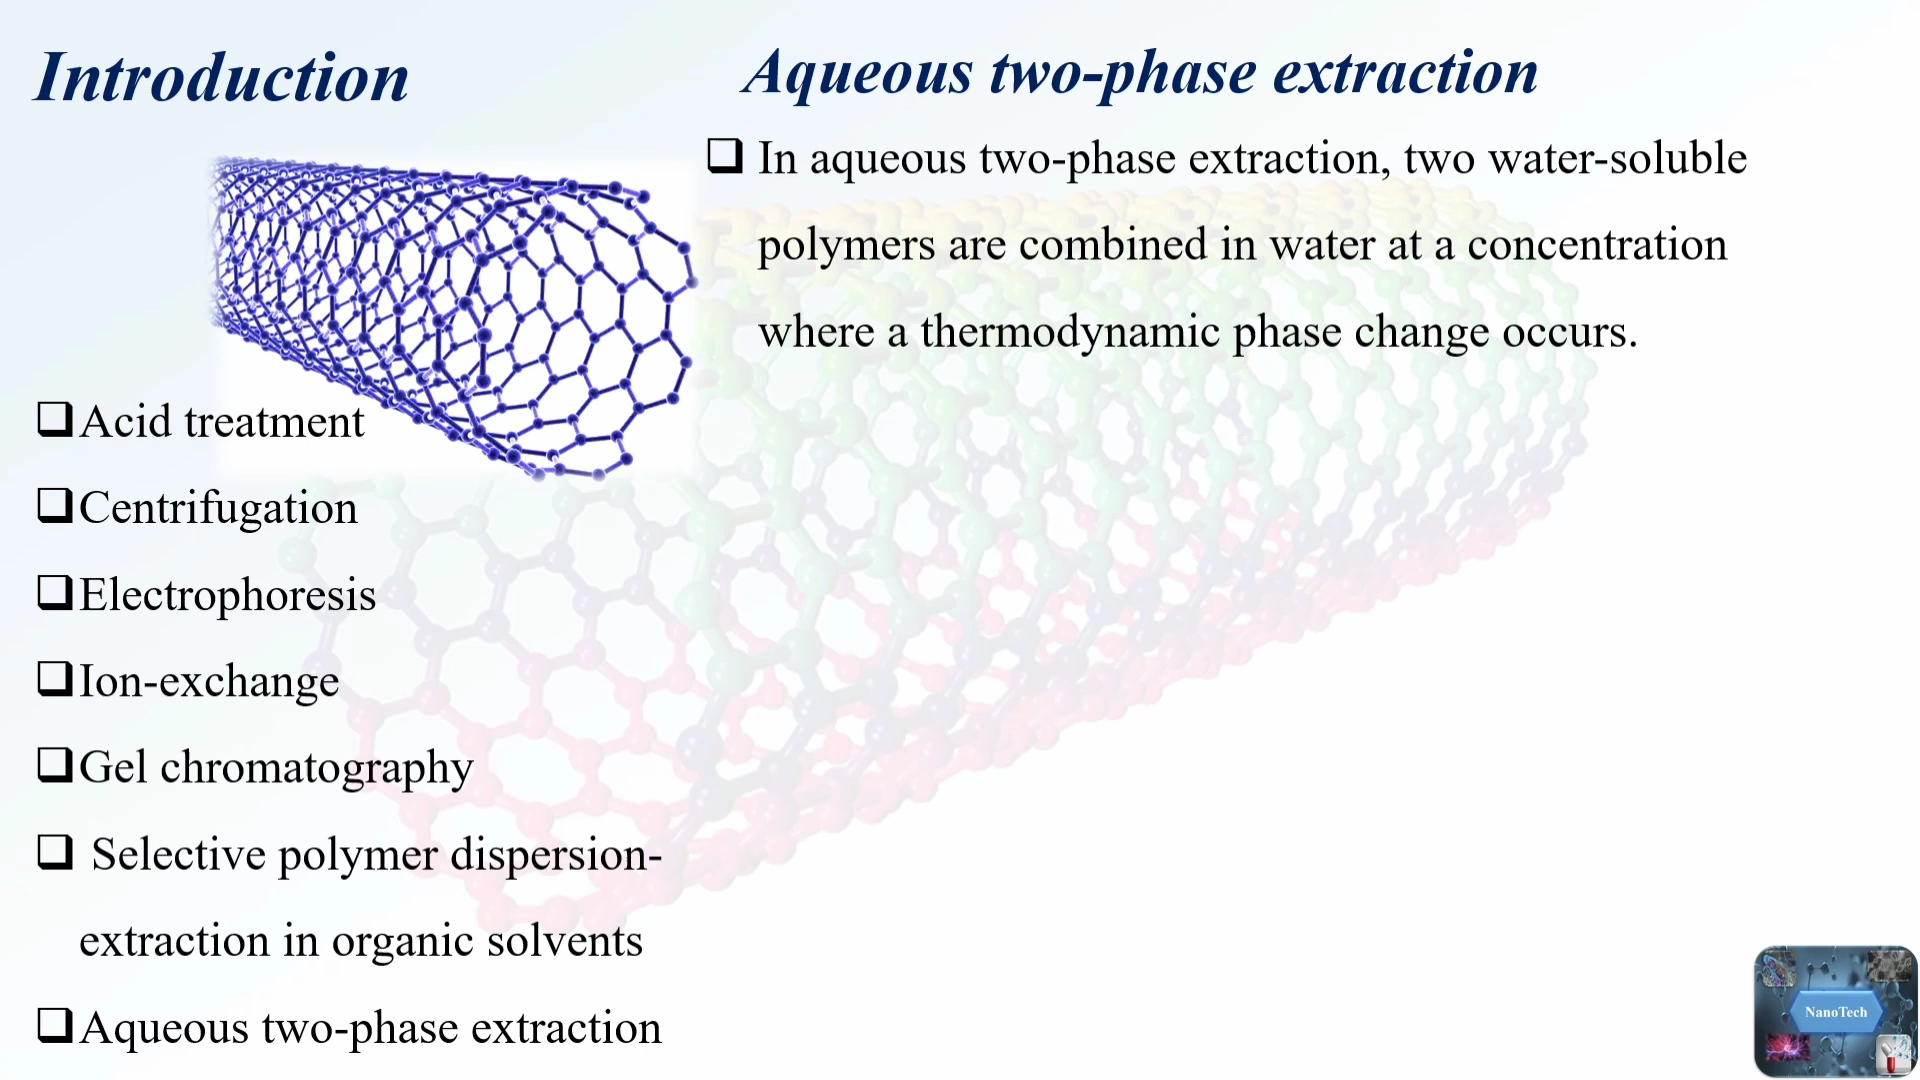 Introduction
Acid treatment
Centrifugation
Electrophoresis
Ion-exchange
Gel chromatography
Selective polymer dispersion-
extraction in organic solvents
Aqueous two-phase extraction
Aqueous two-phase extraction
In aqueous two-phase extraction, two water-soluble
polymers are combined in water at a concentration
where a thermodynamic phase change occurs.
NanoTech